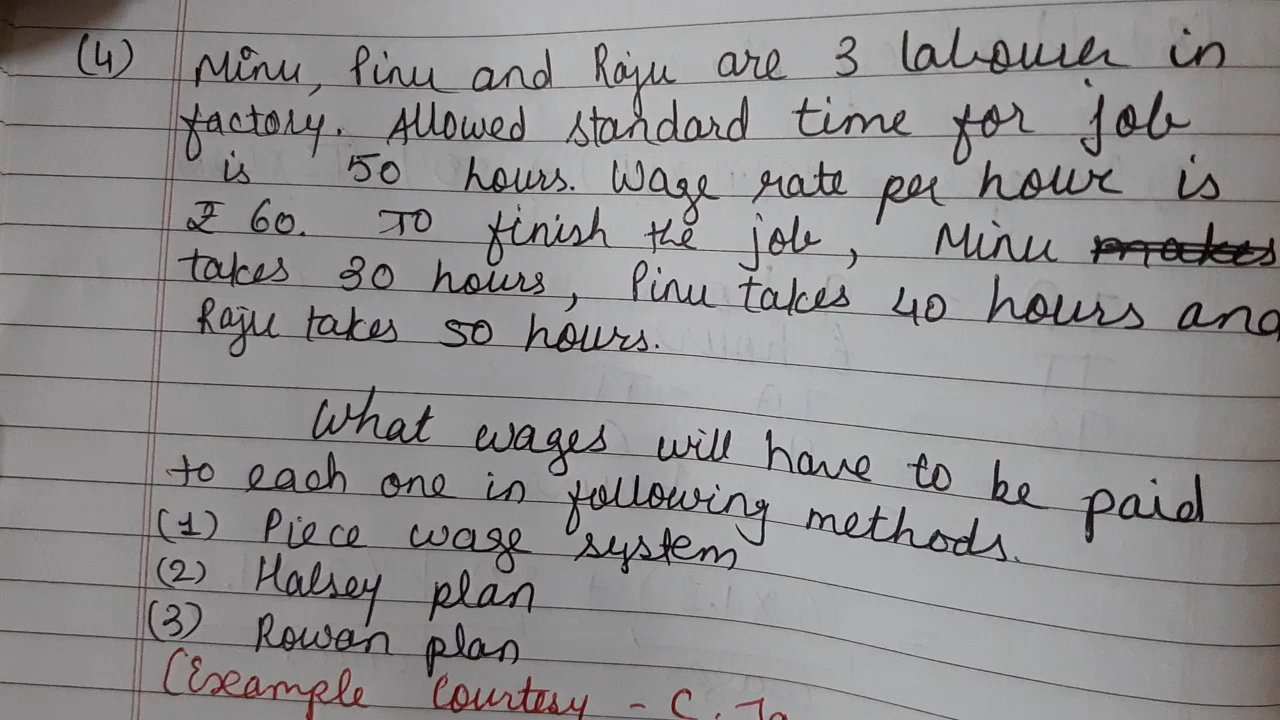 (4) Minu, Pinu and Raju are 3 labouer in
factory. Allowed standard time for job
is 50 hours. Wage rate per hour is
₹ 60. To finish the job, Minu
takes 30 hours, Pinu takes 40 hours and
Raju takes 50 hours.
What wages will have to be paid
to each one in following methods.
(1) Piece wage system
(2) Halsey plan
(3) Rowan plan
(Example Courtesy - C.